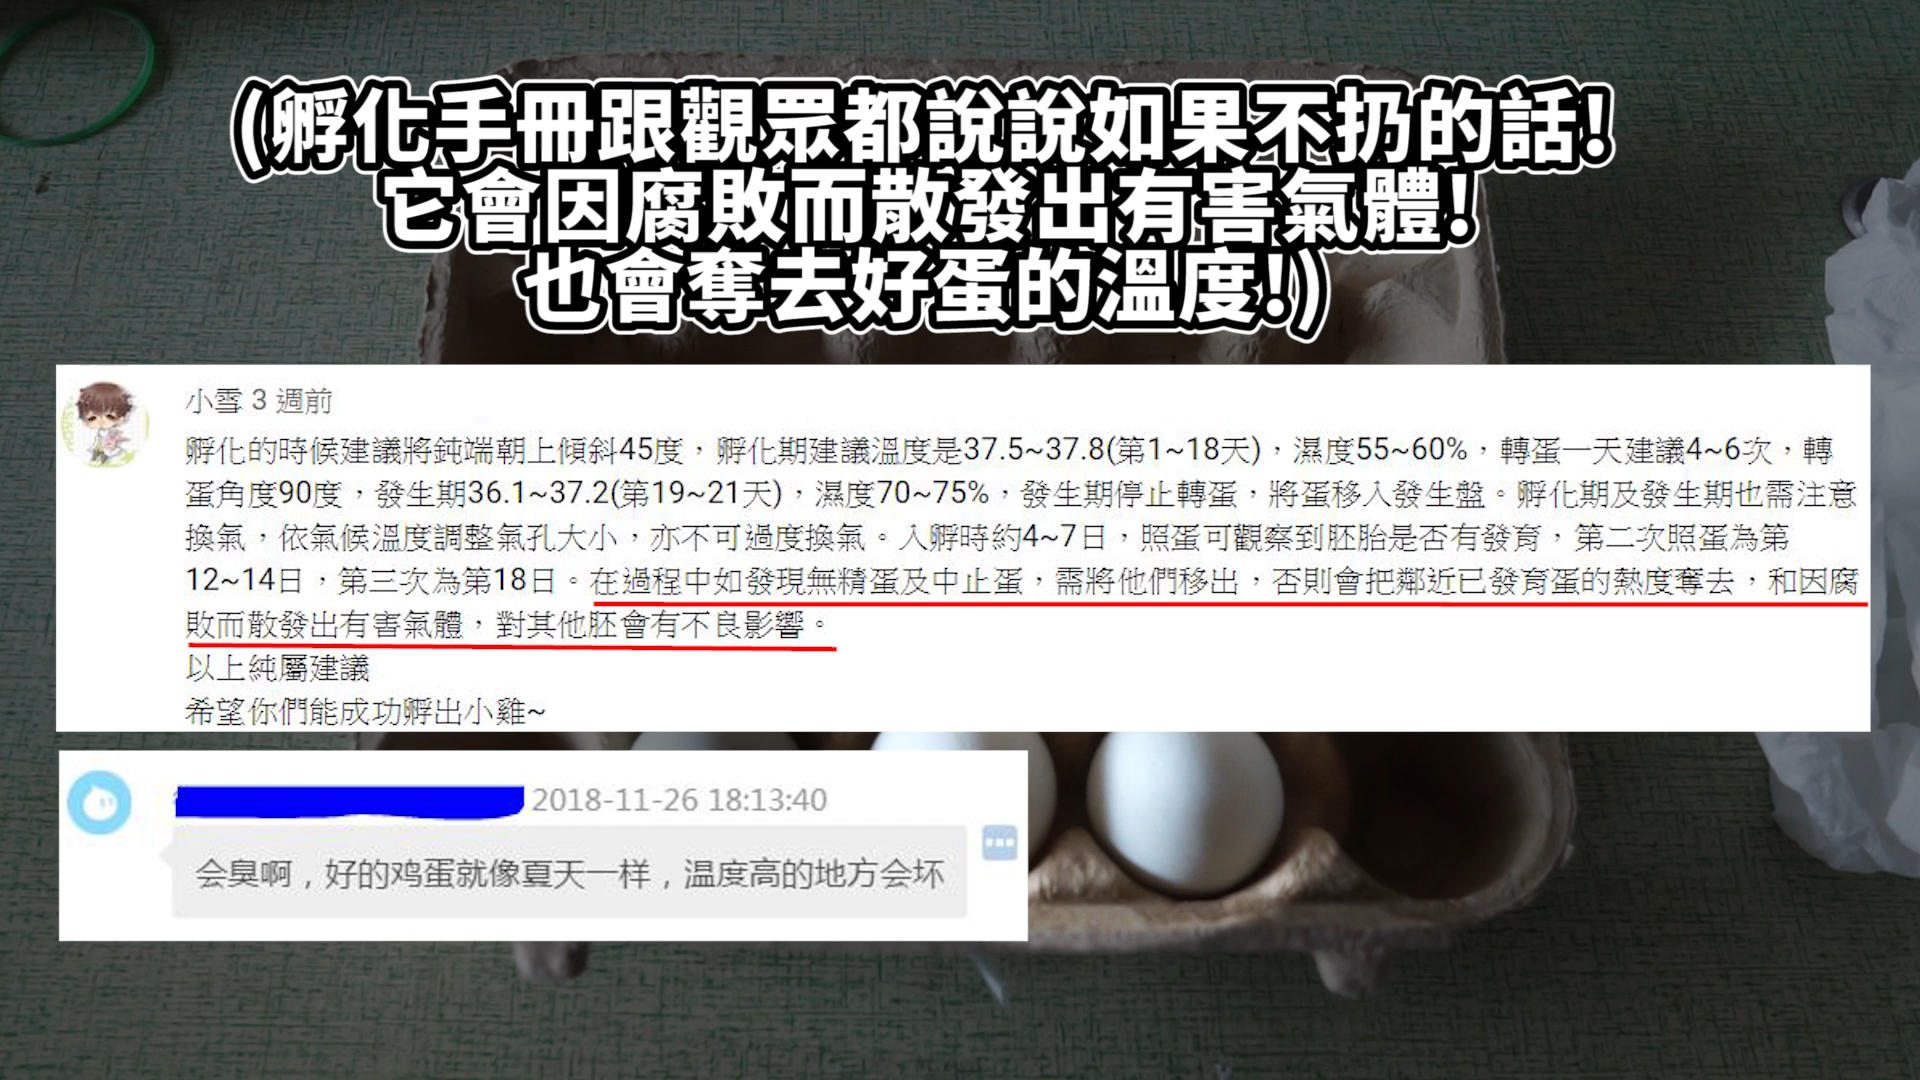 (孵化手冊跟觀眾都說說如果不扔的話!
它會因腐敗而散發出有害氣體!
也會奪去好蛋的溫度!)
小雪 3 週前
孵化的時候建議將鈍端朝上傾斜45度，孵化期建議溫度是37.5~37.8(第1~18天)，濕度55~60%，轉蛋一天建議4~6次，轉
蛋角度90度，發生期36.1~37.2(第19~21天)，濕度70~75%，發生期停止轉蛋，將蛋移入發生盤。孵化期及發生期也需注意
換氣，依氣候溫度調整氣孔大小，亦不可過度換氣。入孵時約4~7日，照蛋可觀察到胚胎是否有發育，第二次照蛋為第
12~14日，第三次為第18日。在過程中如發現無精蛋及中止蛋，需將他們移出，否則會把鄰近已發育蛋的熱度奪去，和因腐
敗而散發出有害氣體，對其他胚會有不良影響。
以上純屬建議
希望你們能成功孵出小雞~
2018-11-26 18:13:40
会臭啊，好的鸡蛋就像夏天一样，温度高的地方会坏